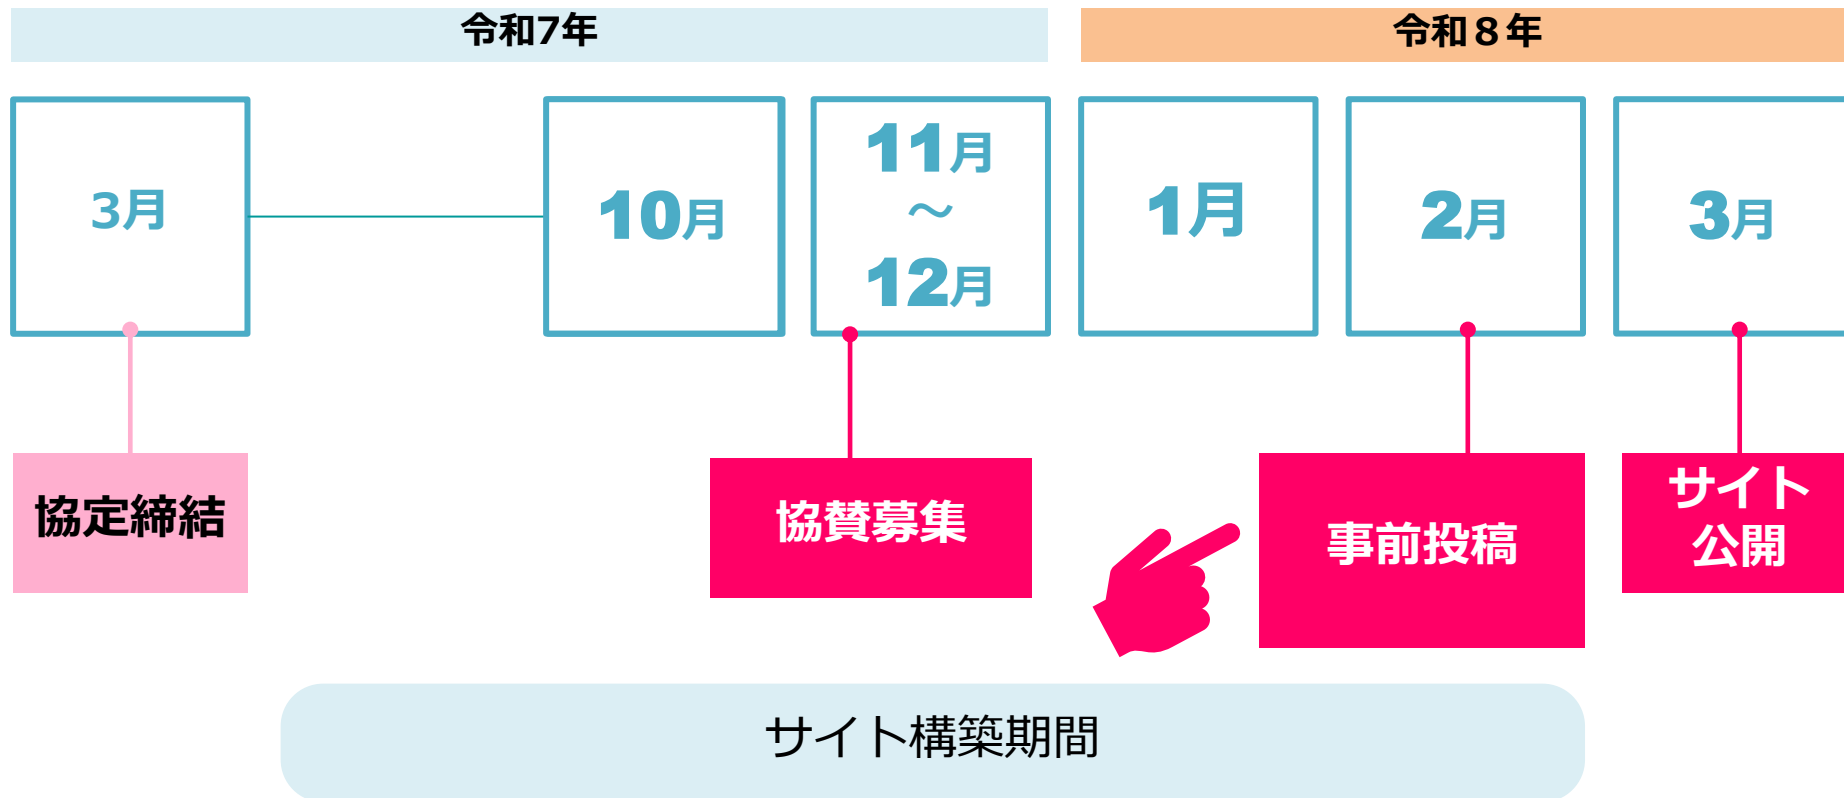 令和7年
令和８年
3月
10月
11月
～
12月
1月
2月
3月
協定締結
協賛募集
事前投稿
サイト
公開
サイト構築期間